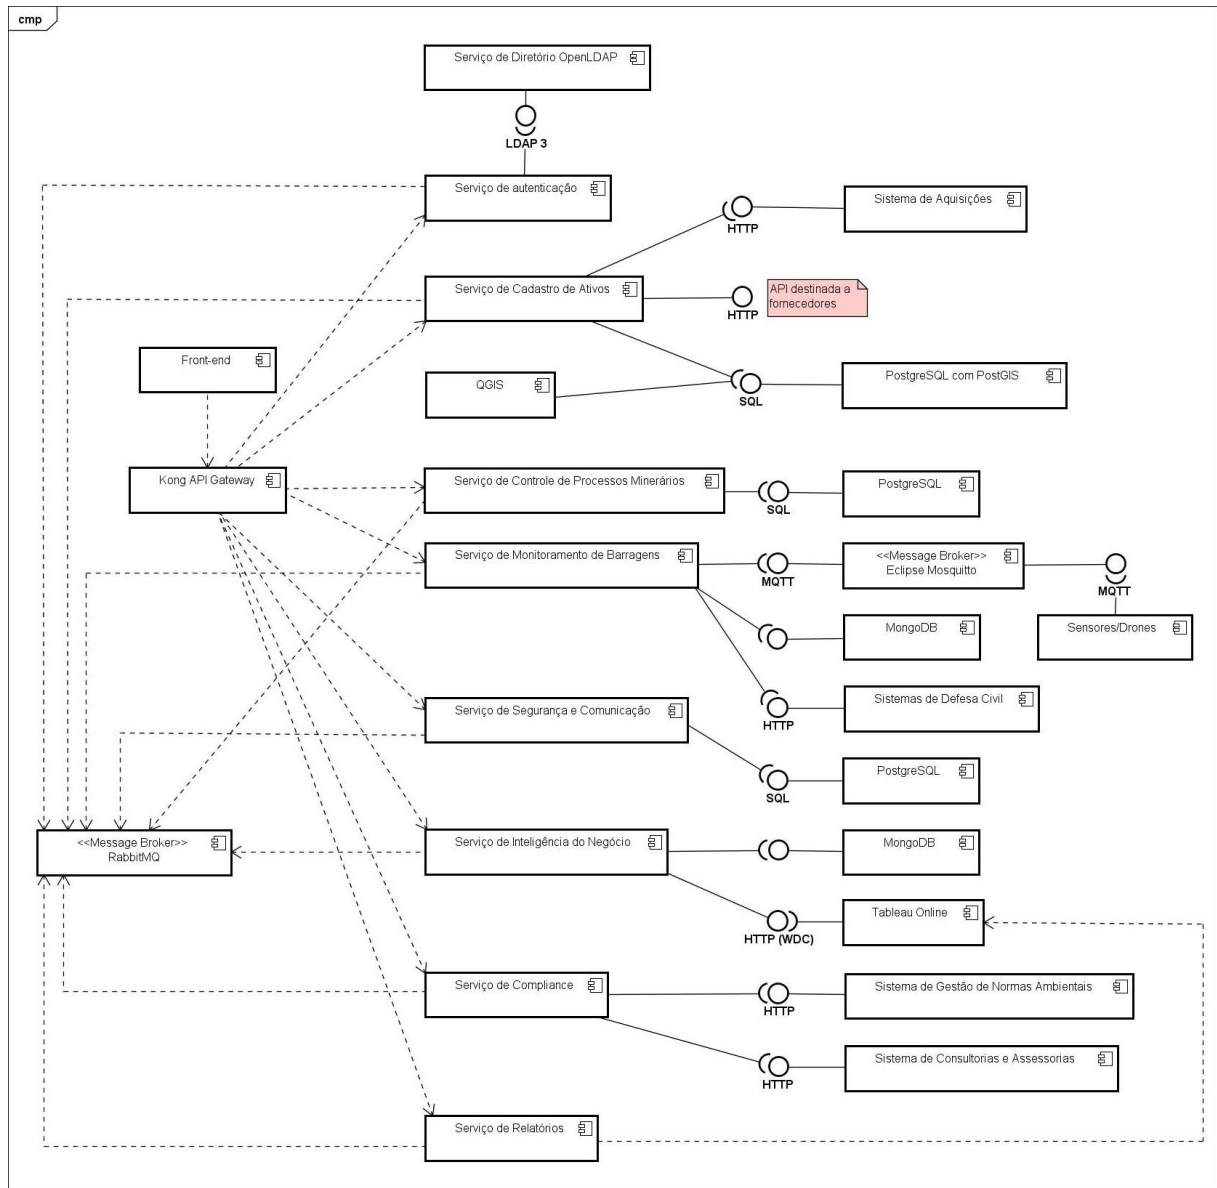 cmp
Serviço de Diretório OpenLDAP
LDAP 3
Serviço de autenticação
Sistema de Aquisições
HTTP
Serviço de Cadastro de Ativos
API destinada a
fornecedores
HTTP
Front-end
QGIS
PostgreSQL com PostGIS
SQL
Kong API Gateway
Serviço de Controle de Processos Minerários
PostgreSQL
SQL
Serviço de Monitoramento de Barragens
<<Message Broker>>
Eclipse Mosquitto
MQTT
MQTT
MongoDB
Sensores/Drones
Sistemas de Defesa Civil
HTTP
Serviço de Segurança e Comunicação
PostgreSQL
SQL
<<Message Broker>>
RabbitMQ
Serviço de Inteligência do Negócio
MongoDB
Tableau Online
HTTP (WDC)
Serviço de Compliance
Sistema de Gestão de Normas Ambientais
HTTP
Sistema de Consultorias e Assessorias
HTTP
Serviço de Relatórios